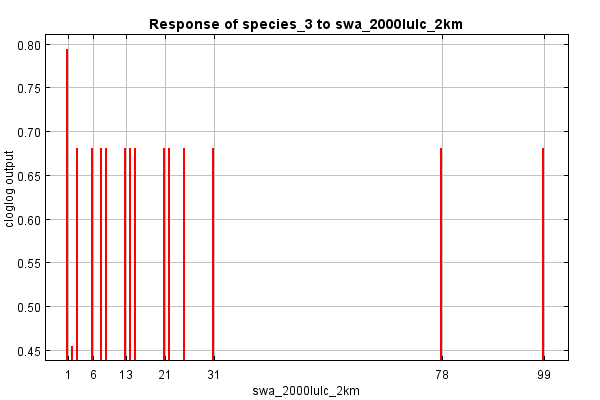 Response of species_3 to swa_2000lulc_2km
0.80
0.75
0.70
0.65
0.60
0.55
0.50
0.45
cloglog output
1 6 13 21 31 78 99
swa_2000lulc_2km